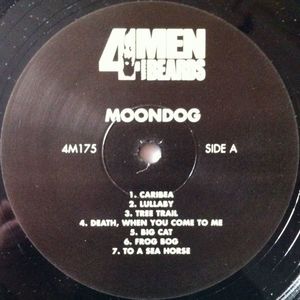 4 MEN
WITH BEARDS
MOONDOG
4M175 SIDE A
1. CARIBEA
2. LULLABY
3. TREE TRAIL
4. DEATH, WHEN YOU COME TO ME
5. BIG CAT
6. FROG BOG
7. TO A SEA HORSE